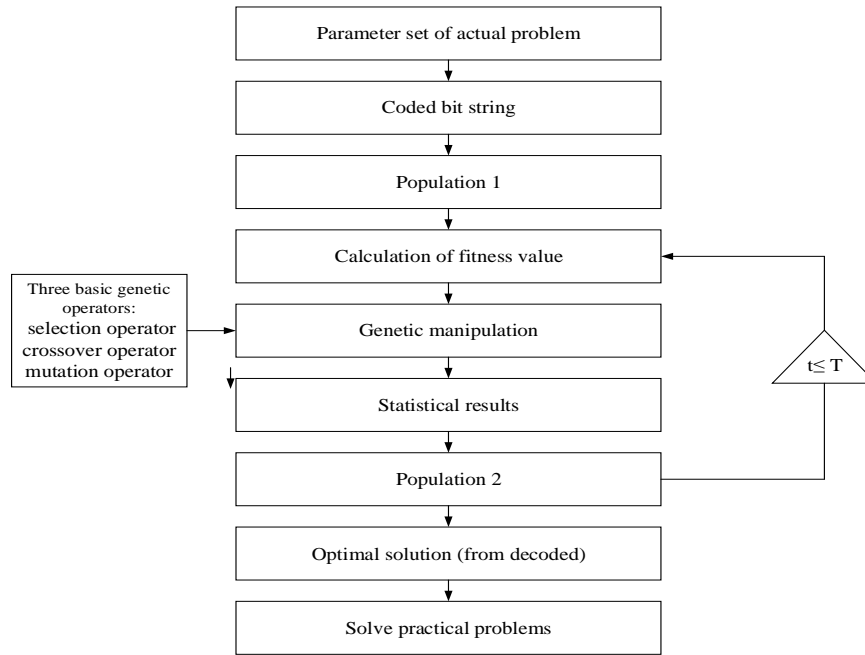 Parameter set of actual problem
Coded bit string
Population 1
Calculation of fitness value
Three basic genetic
operators:
selection operator
crossover operator
mutation operator
Genetic manipulation
t≤ T
Statistical results
Population 2
Optimal solution (from decoded)
Solve practical problems